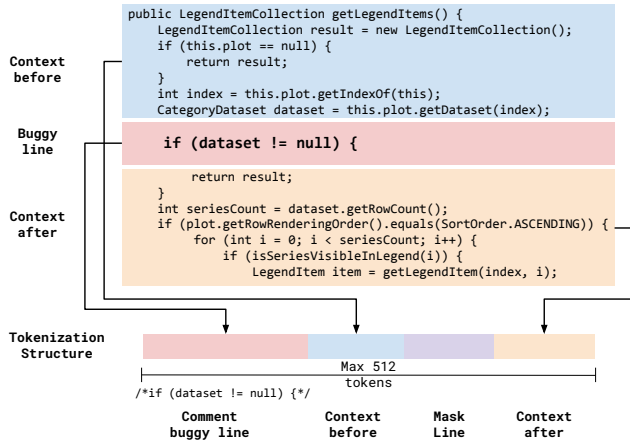 public LegendItemCollection getLegendItems() {
LegendItemCollection result = new LegendItemCollection();
if (this.plot == null) {
return result;
}
int index = this.plot.getIndexOf(this);
CategoryDataset dataset = this.plot.getDataset(index);
Context
before
Buggy
line
if (dataset != null) {
Context
after
return result;
}
int seriesCount = dataset.getRowCount();
if (plot.getRowRenderingOrder().equals(SortOrder.ASCENDING)) {
for (int i = 0; i < seriesCount; i++) {
if (isSeriesVisibleInLegend(i)) {
LegendItem item = getLegendItem(index, i);
Tokenization
Structure
Max 512
tokens
/*if (dataset != null) {*/
Comment
buggy line
Context
before
Mask
Line
Context
after